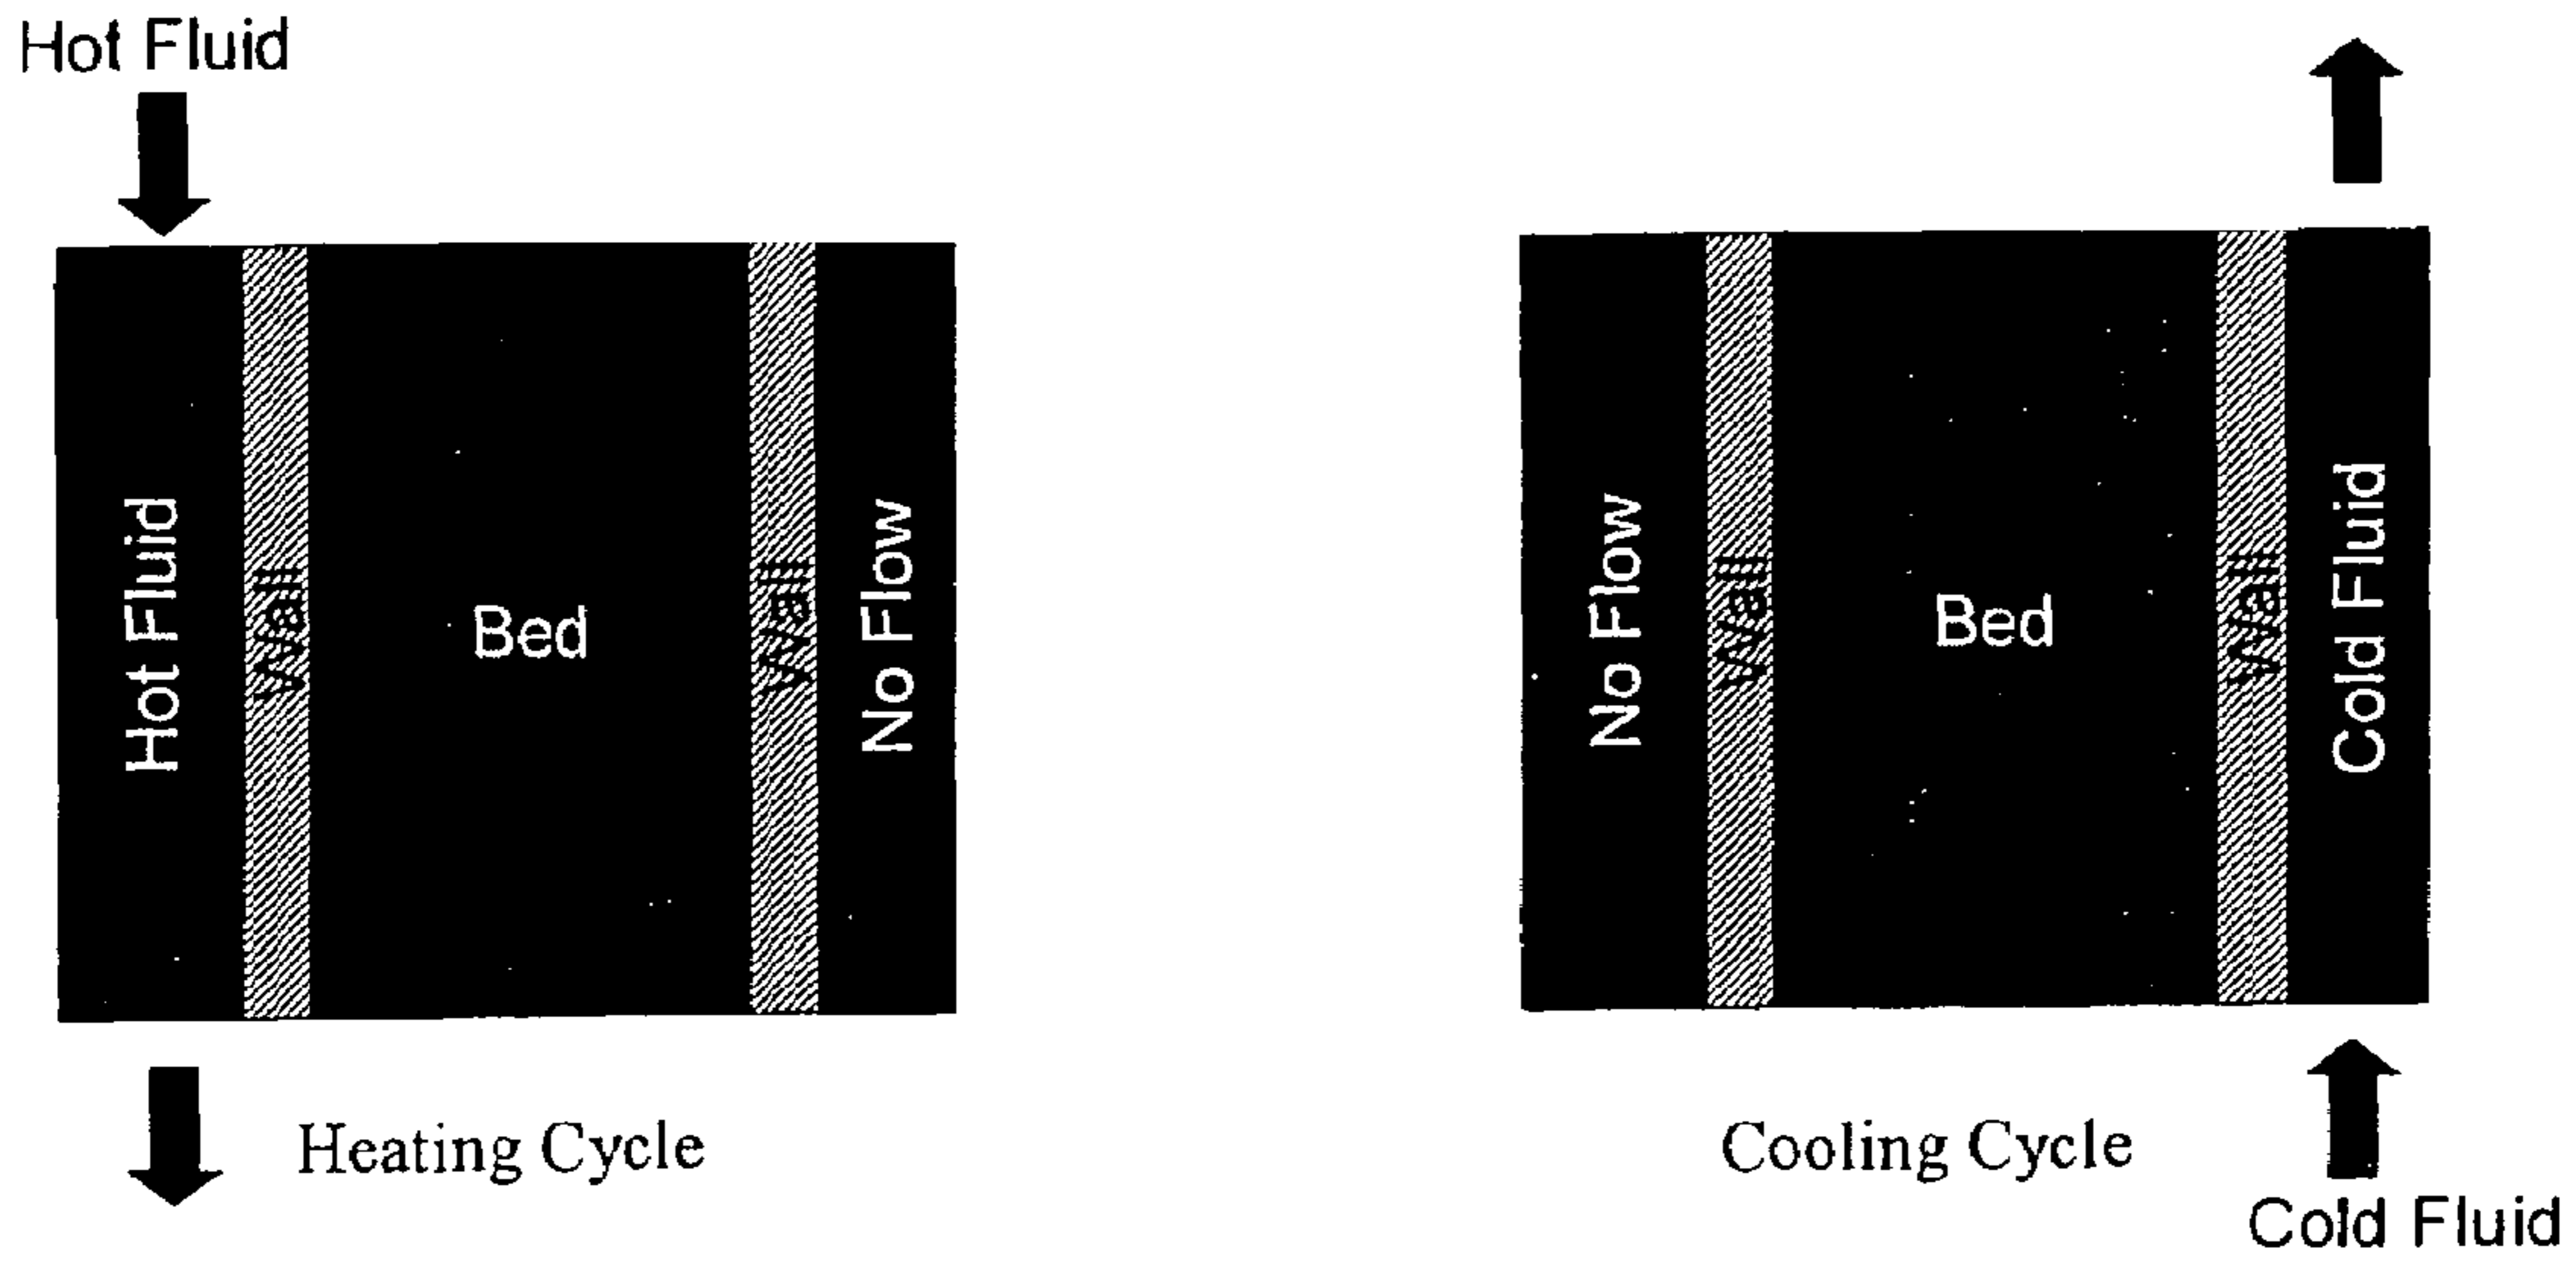 Hot Fluid
Hot Fluid
Wall
Bed
Wall
No Flow
Heating Cycle
No Flow
Wall
Bed
Wall
Cold Fluid
Cooling Cycle
Cold Fluid